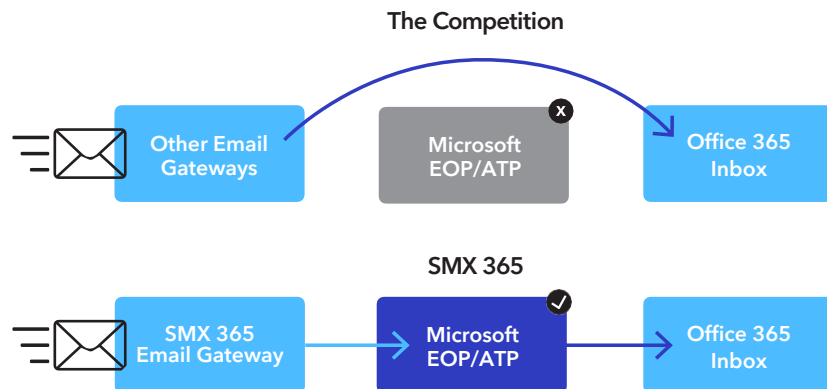 The Competition
Other Email
Gateways
x
Microsoft
EOP/ATP
Office 365
Inbox
SMX 365
SMX 365
Email Gateway
Microsoft
EOP/ATP
Office 365
Inbox